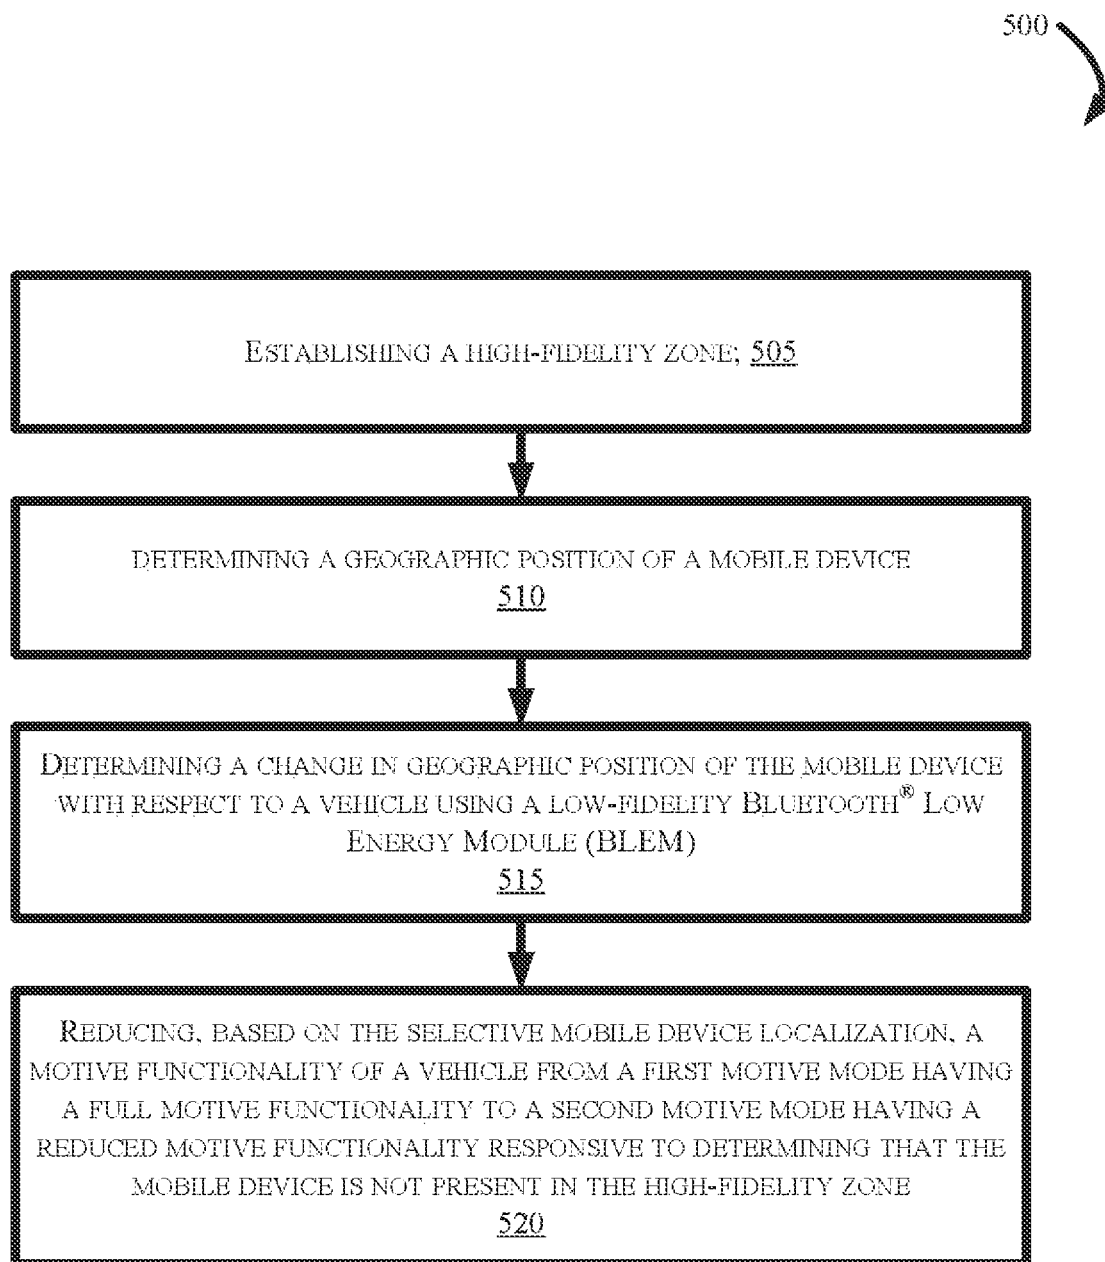 500
ESTABLISHING A HIGH-FIDELITY ZONE; 505
DETERMINING A GEOGRAPHIC POSITION OF A MOBILE DEVICE
510
DETERMINING A CHANGE IN GEOGRAPHIC POSITION OF THE MOBILE DEVICE
WITH RESPECT TO A VEHICLE USING A LOW-FIDELITY BLUETOOTH® LOW
ENERGY MODULE (BLEM)
515
REDUCING, BASED ON THE SELECTIVE MOBILE DEVICE LOCALIZATION, A
MOTIVE FUNCTIONALITY OF A VEHICLE FROM A FIRST MOTIVE MODE HAVING
A FULL MOTIVE FUNCTIONALITY TO A SECOND MOTIVE MODE HAVING A
REDUCED MOTIVE FUNCTIONALITY RESPONSIVE TO DETERMINING THAT THE
MOBILE DEVICE IS NOT PRESENT IN THE HIGH-FIDELITY ZONE
520